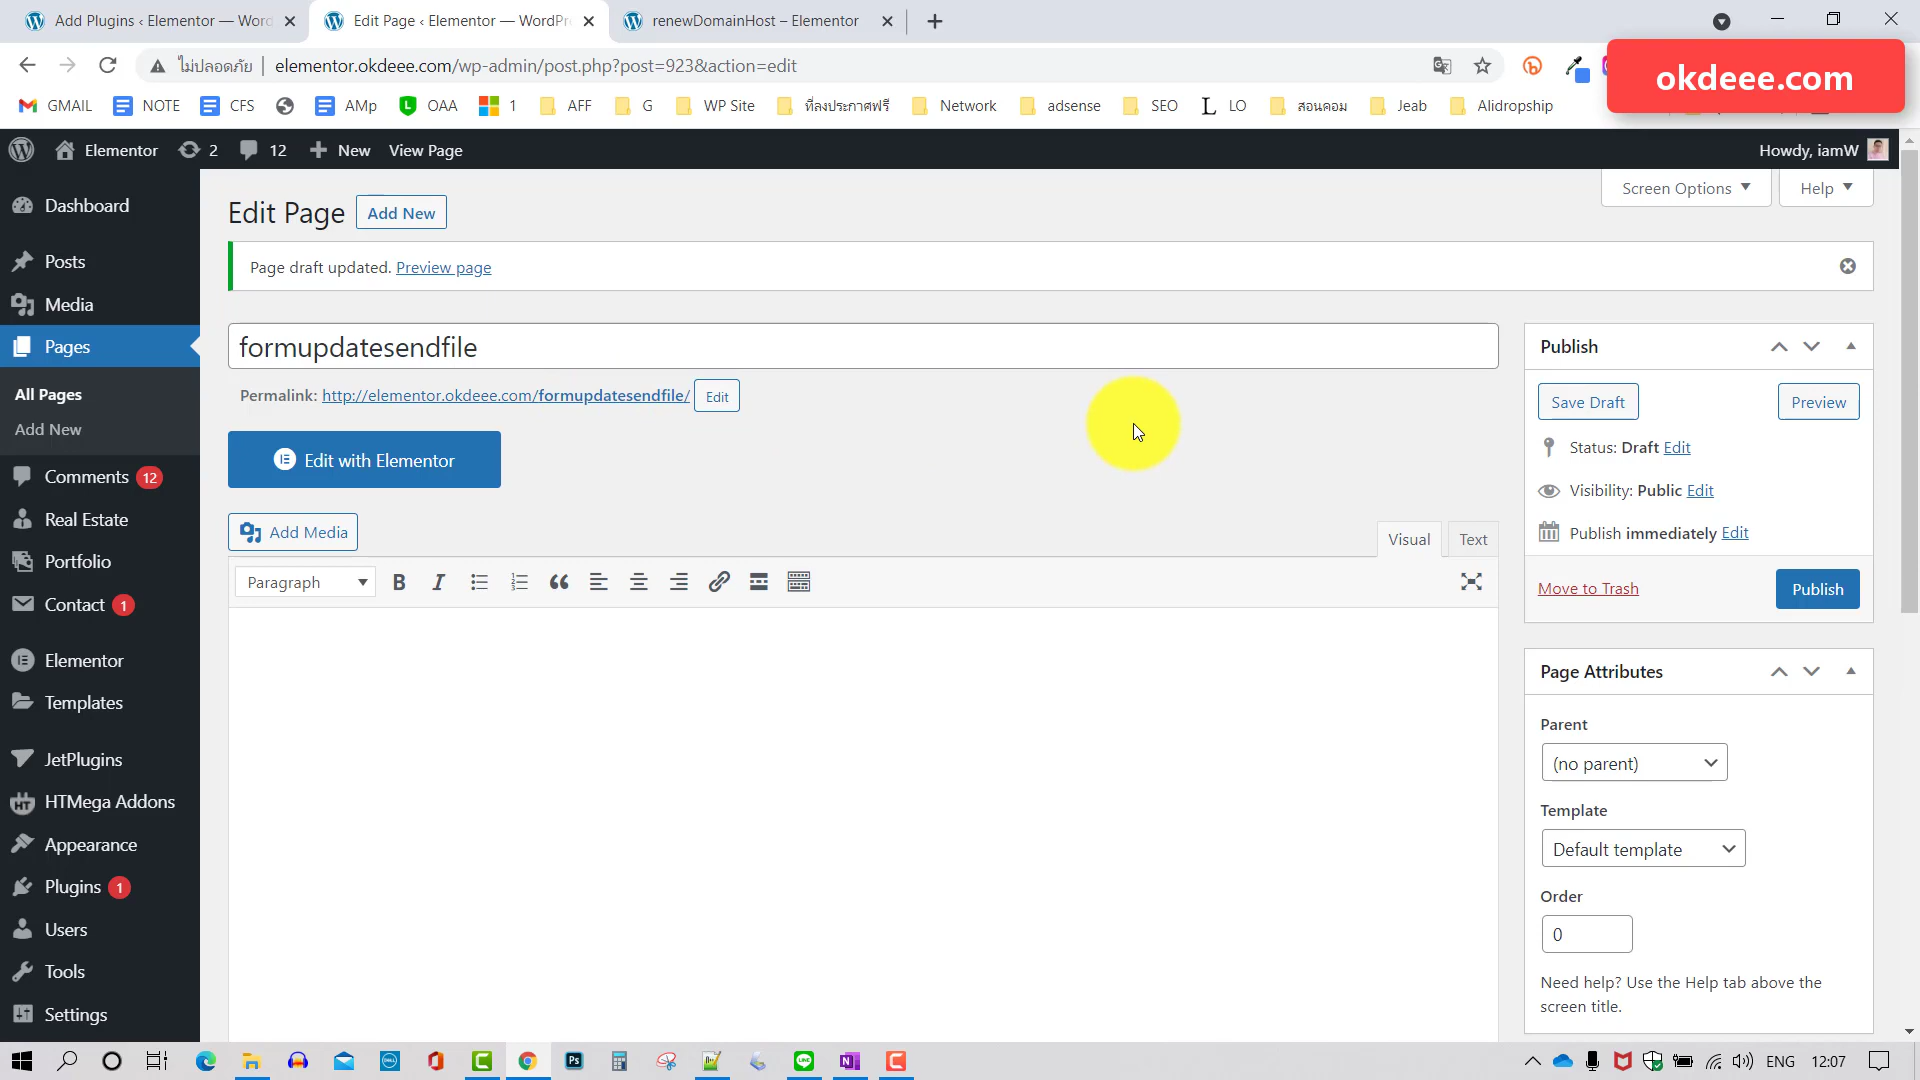 Add Plugins ‹ Elementor — Word
Edit Page ‹ Elementor — WordPr
renewDomainHost – Elementor
ไม่ปลอดภัย
elementor.okdeee.com/wp-admin/post.php?post=923&action=edit
okdeee.com
GMAIL
NOTE
CFS
AMp
OAA
1
AFF
G
WP Site
ที่ลงประกาศฟรี
Network
adsense
SEO
LO
สอนคอม
Jeab
Alidropship
Elementor
2
12
New
View Page
Howdy, iamW
Dashboard
Posts
Media
Pages
All Pages
Add New
Comments 12
Real Estate
Portfolio
Contact 1
Elementor
Templates
JetPlugins
HT HTMega Addons
Appearance
Plugins 1
Users
Tools
Settings
Screen Options
Help
Edit Page
Add New
Page draft updated. Preview page
formupdatesendfile
Permalink: http://elementor.okdeee.com/formupdatesendfile/ Edit
Edit with Elementor
Add Media
Visual
Text
Paragraph
B
I
Publish
Save Draft
Preview
Status: Draft Edit
Visibility: Public Edit
Publish immediately Edit
Move to Trash
Publish
Page Attributes
Parent
(no parent)
Template
Default template
Order
0
Need help? Use the Help tab above the
screen title.
DELL
Ps
LINE
N
C
ENG
12:07